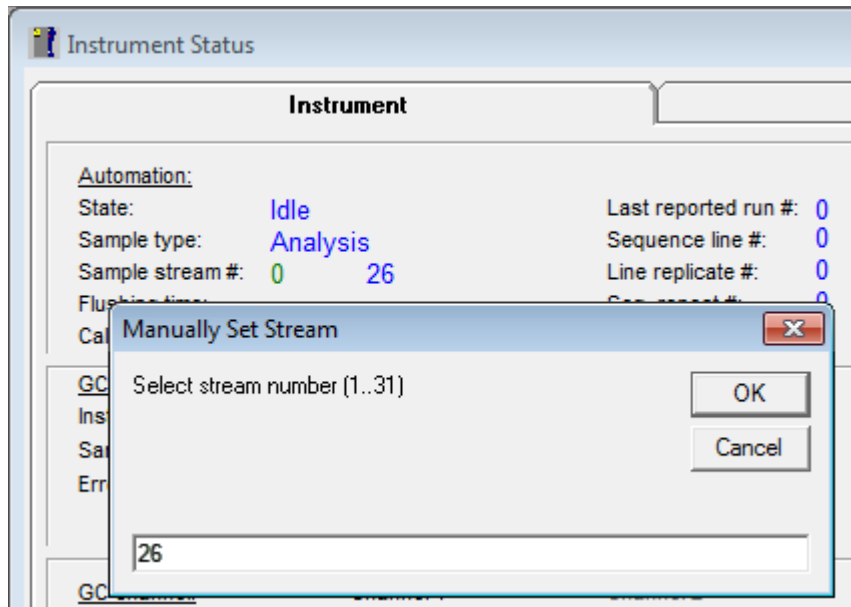 Instrument Status
Instrument
Automation:
State: Idle Last reported run #: 0
Sample type: Analysis Sequence line #: 0
Sample stream #: 0 26 Line replicate #: 0
Manually Set Stream
Select stream number (1..31)
OK
Cancel
26
GC